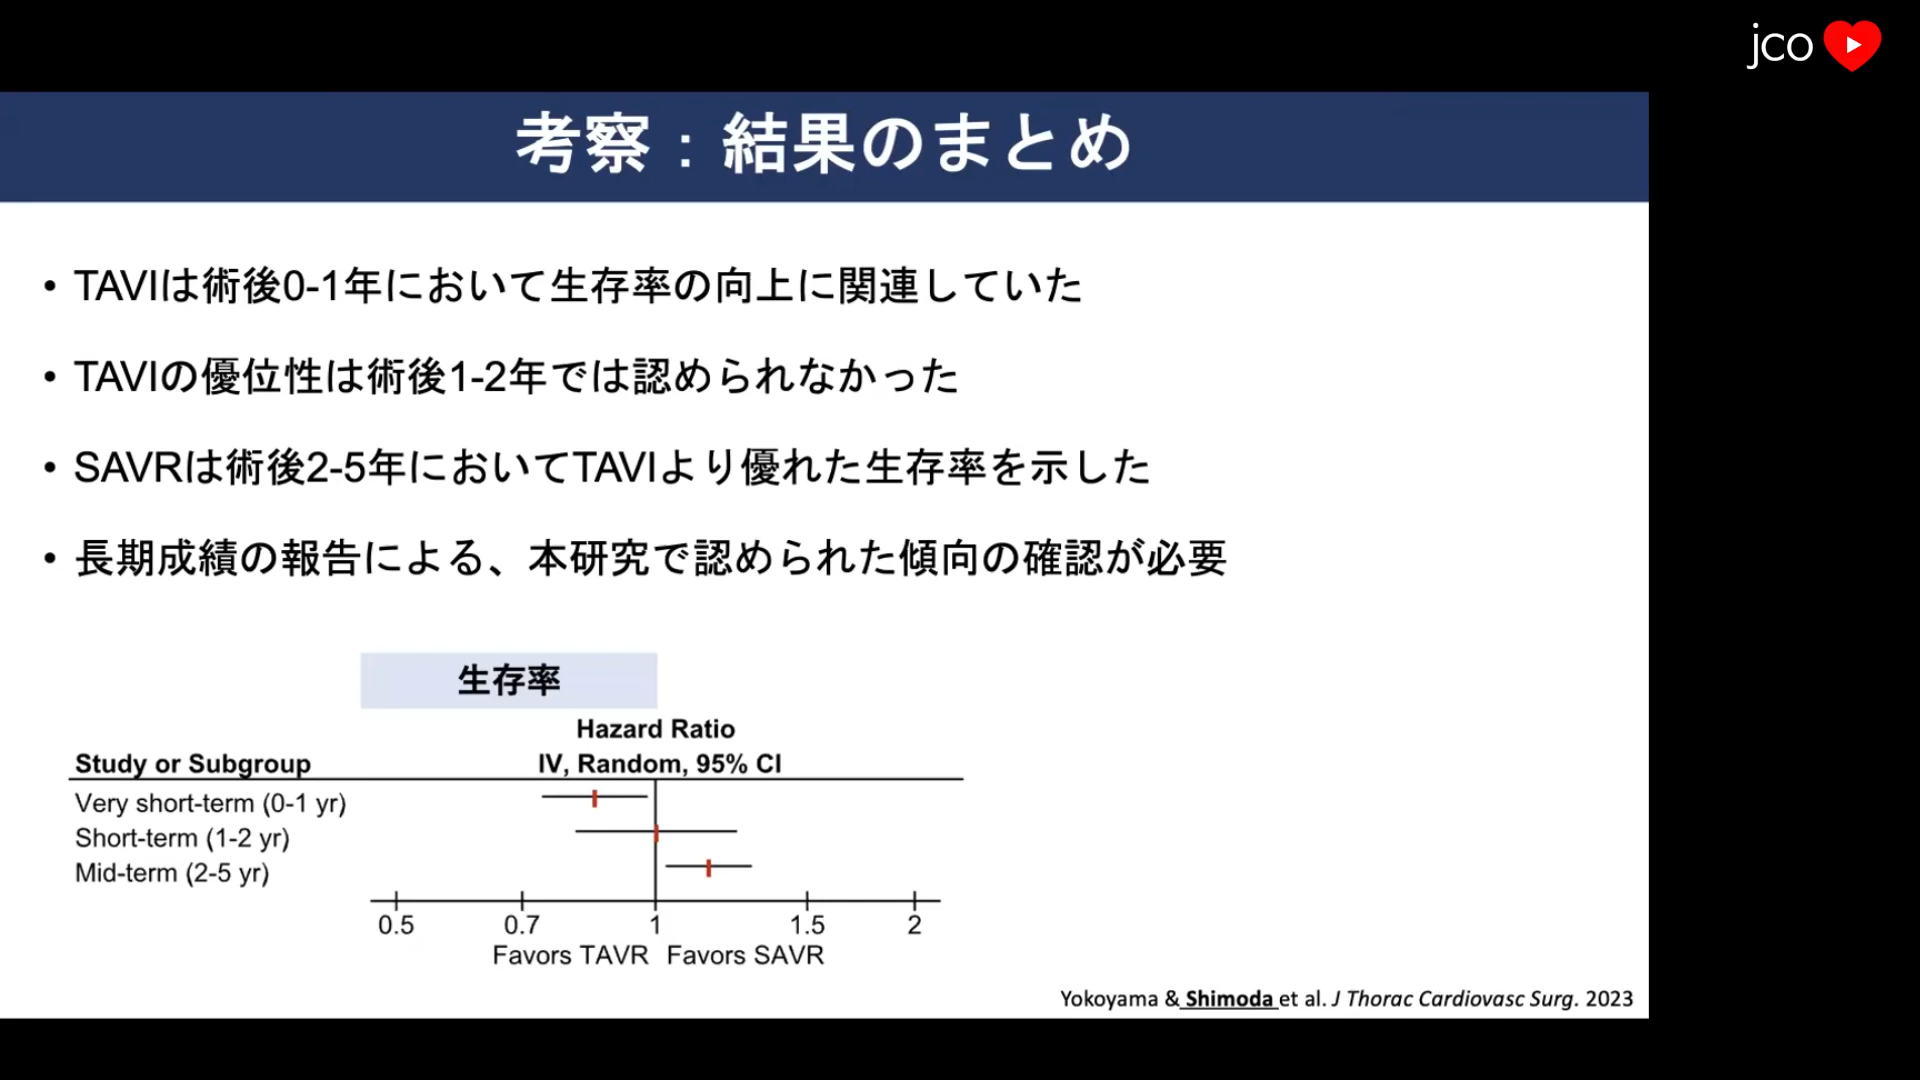 jco
考察：結果のまとめ
• TAVIは術後0-1年において生存率の向上に関連していた
• TAVIの優位性は術後1-2年では認められなかった
• SAVRは術後2-5年においてTAVIより優れた生存率を示した
• 長期成績の報告による、本研究で認められた傾向の確認が必要
生存率
Hazard Ratio
Study or Subgroup IV, Random, 95% CI
Very short-term (0-1 yr)
Short-term (1-2 yr)
Mid-term (2-5 yr)
0.5 0.7 1 1.5 2
Favors TAVR Favors SAVR
Yokoyama & Shimoda et al. J Thorac Cardiovasc Surg. 2023